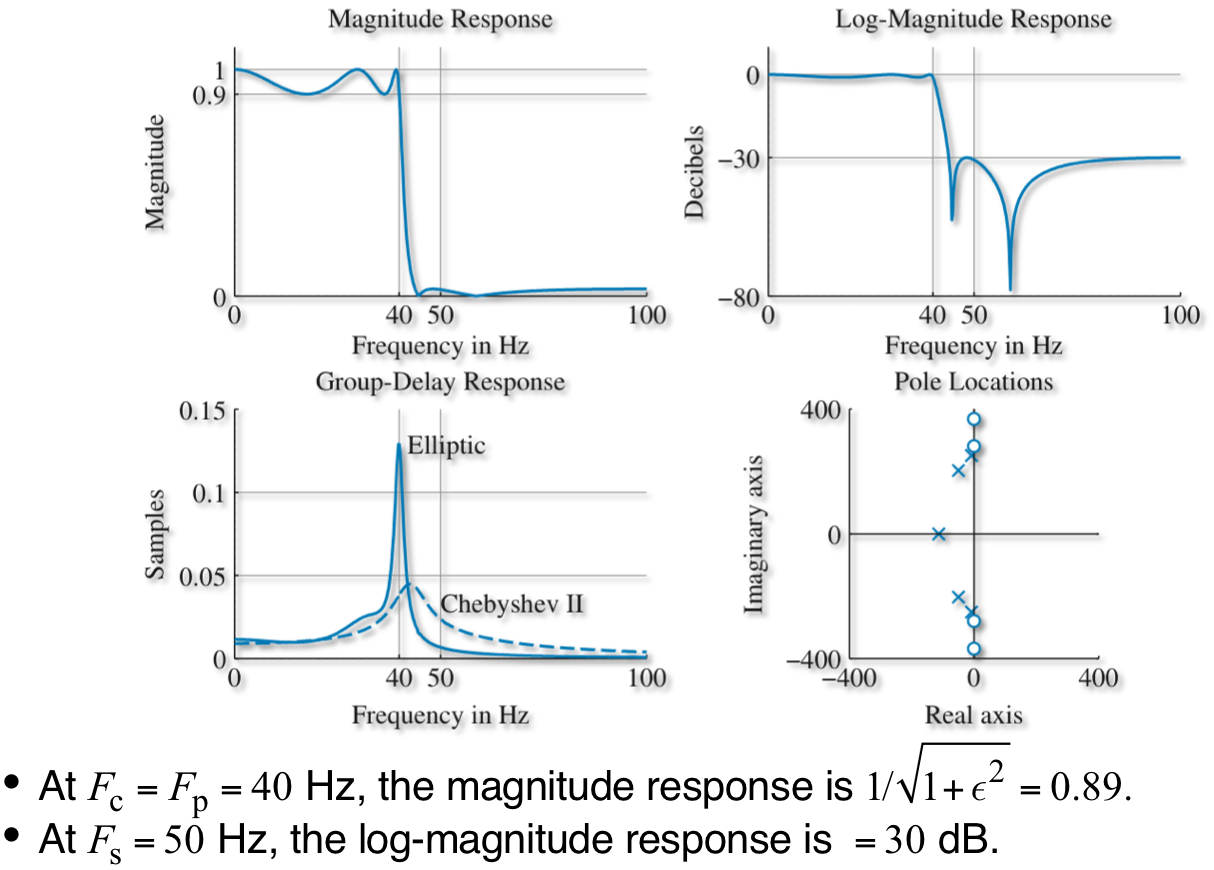 Magnitude Response
Log-Magnitude Response
1
0.9
0
Magnitude
0
40
50
100
Frequency in Hz
0
−30
−80
Decibels
0
40
50
100
Frequency in Hz
Group-Delay Response
Pole Locations
0.15
0.1
0.05
0
Samples
Elliptic
Chebyshev II
0
40
50
100
Frequency in Hz
400
0
−400
Imaginary axis
−400
0
400
Real axis
• At F_c = F_p = 40 Hz, the magnitude response is 1/√(1+ϵ²) = 0.89.
• At F_s = 50 Hz, the log-magnitude response is = 30 dB.